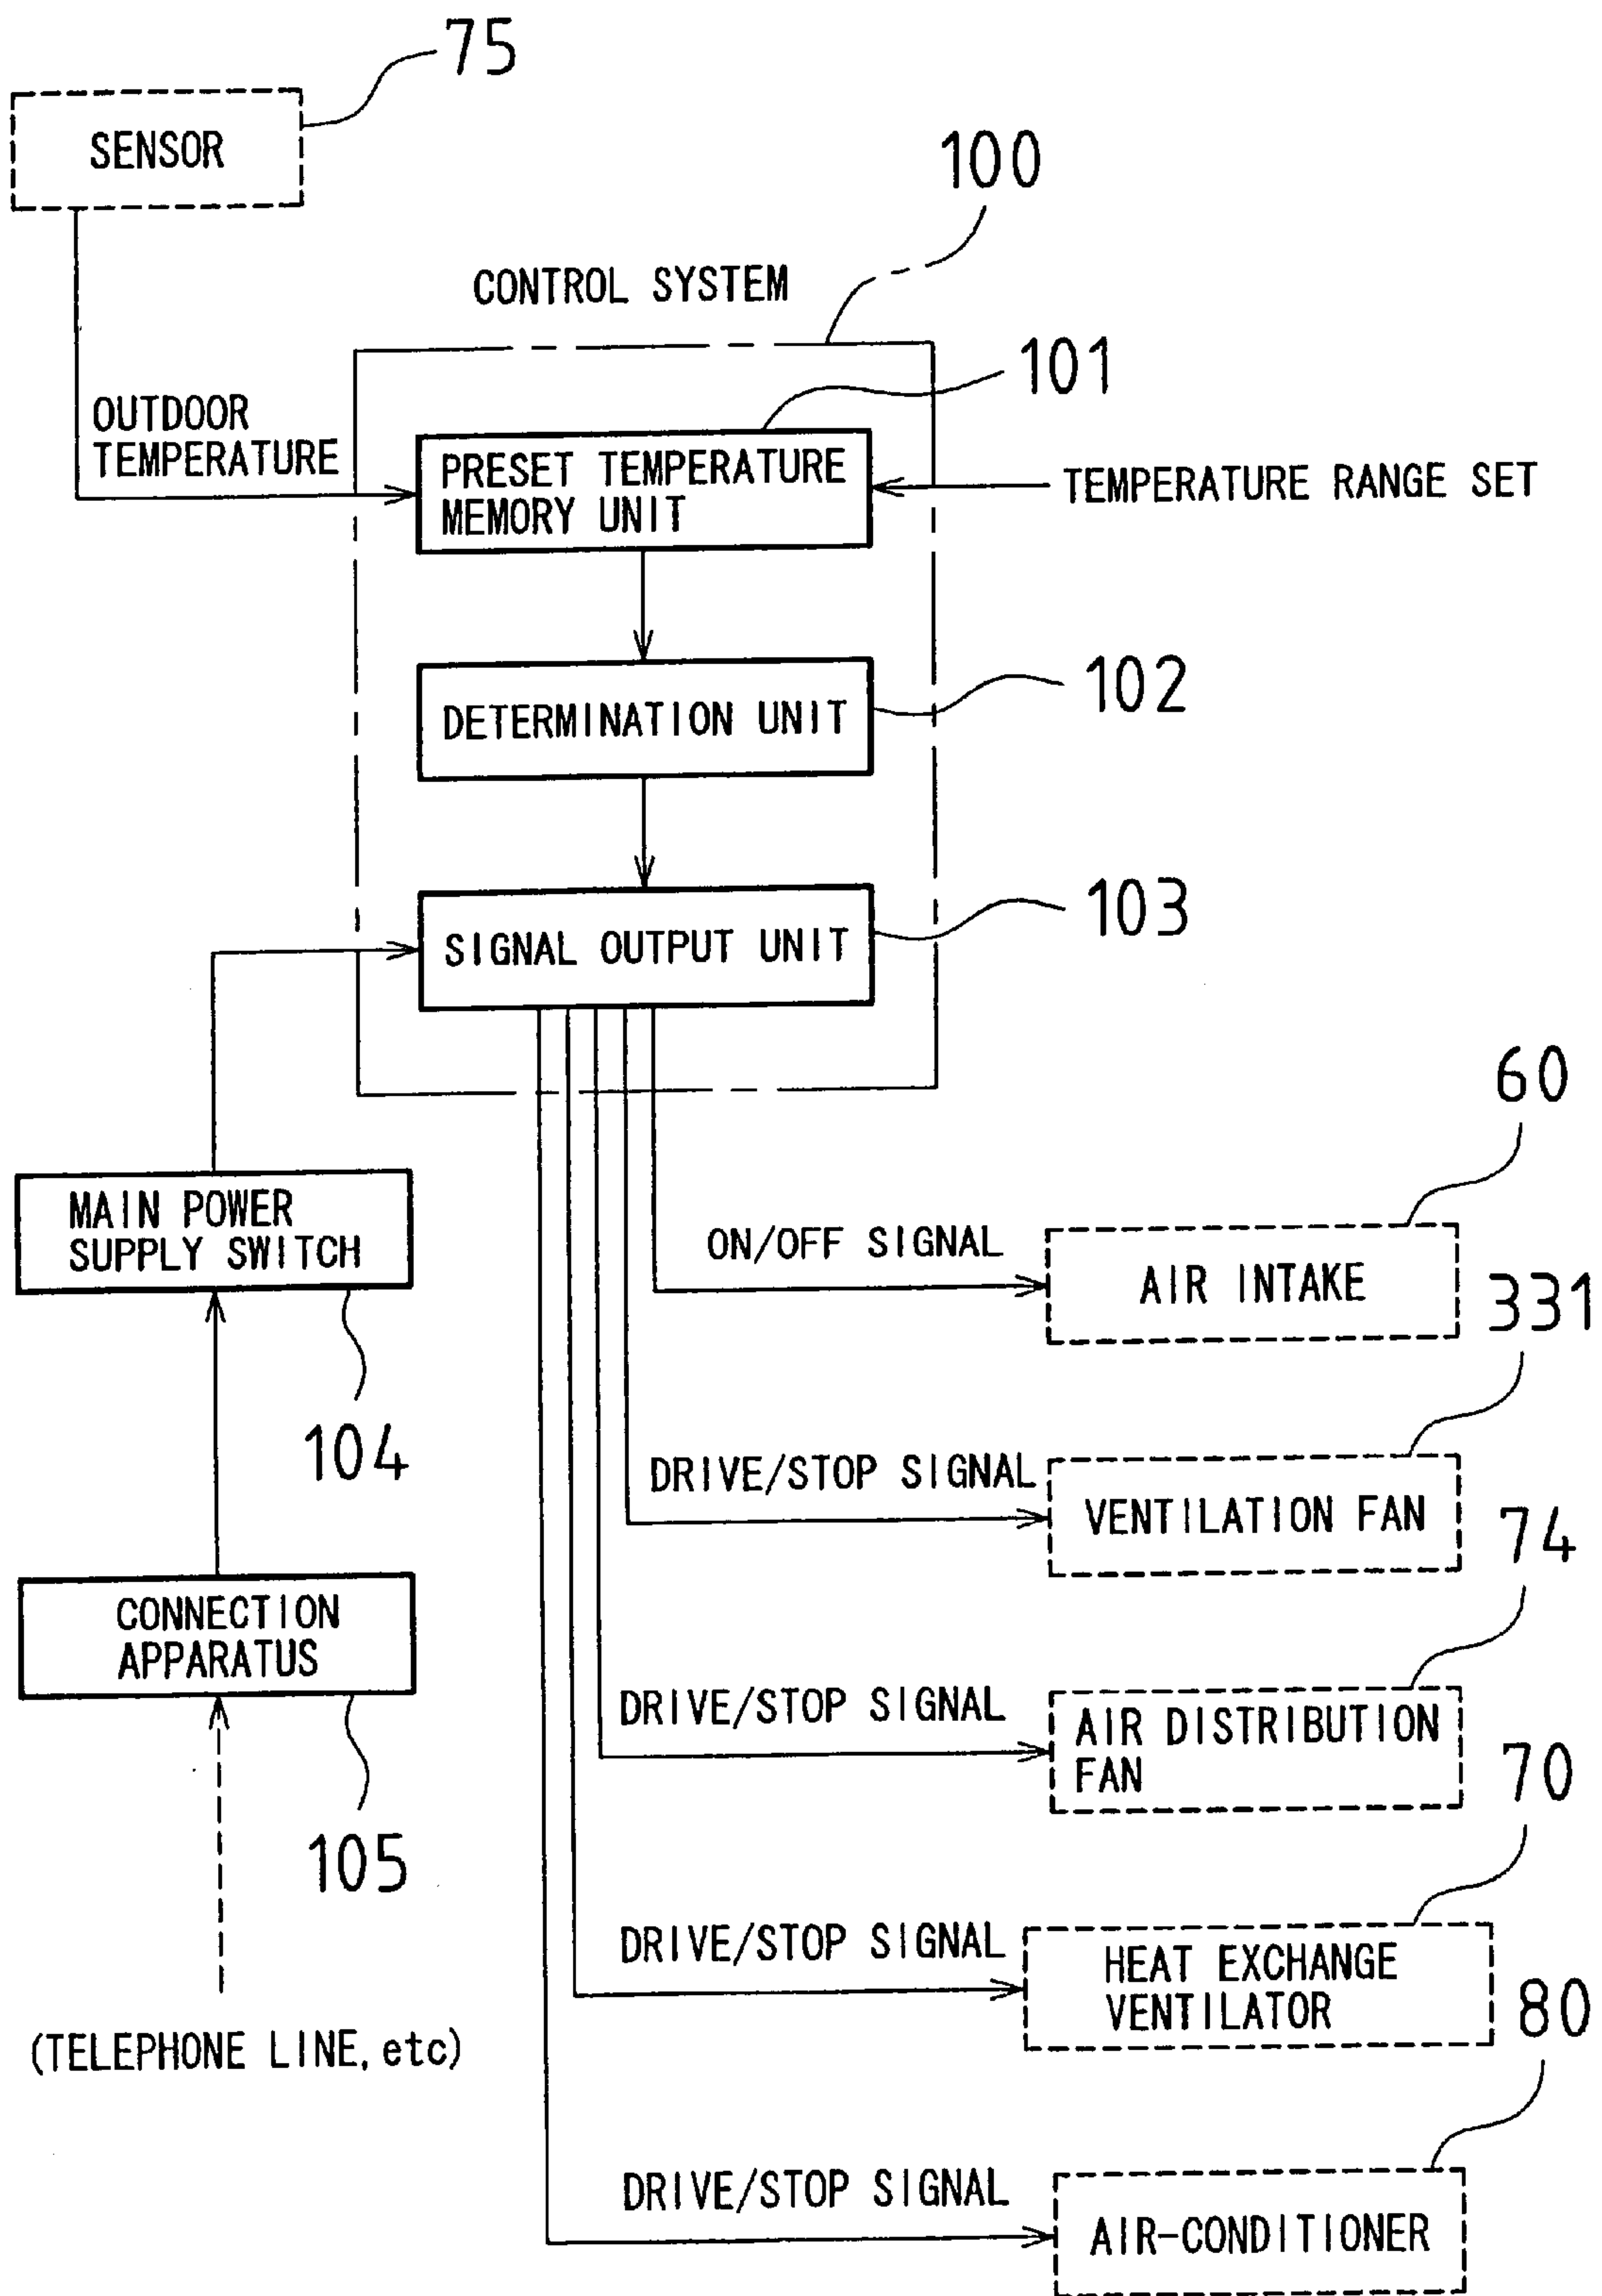 75
SENSOR
100
CONTROL SYSTEM
101
OUTDOOR
TEMPERATURE
PRESET TEMPERATURE
MEMORY UNIT
TEMPERATURE RANGE SET
102
DETERMINATION UNIT
103
SIGNAL OUTPUT UNIT
60
MAIN POWER
SUPPLY SWITCH
ON/OFF SIGNAL
AIR INTAKE
331
104
DRIVE/STOP SIGNAL
VENTILATION FAN
74
CONNECTION
APPARATUS
DRIVE/STOP SIGNAL
AIR DISTRIBUTION
FAN
70
105
DRIVE/STOP SIGNAL
HEAT EXCHANGE
VENTILATOR
80
(TELEPHONE LINE, etc)
DRIVE/STOP SIGNAL
AIR-CONDITIONER